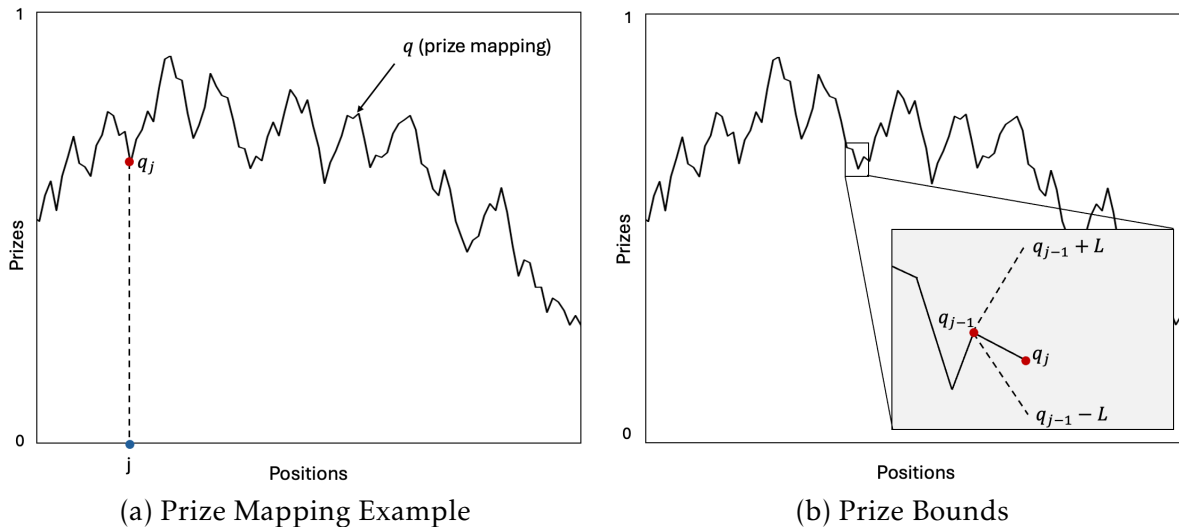 1
q (prize mapping)
q_j
Prizes
0
j
Positions
(a) Prize Mapping Example
1
Prizes
q_{j-1} + L
q_{j-1}
q_j
q_{j-1} − L
0
Positions
(b) Prize Bounds